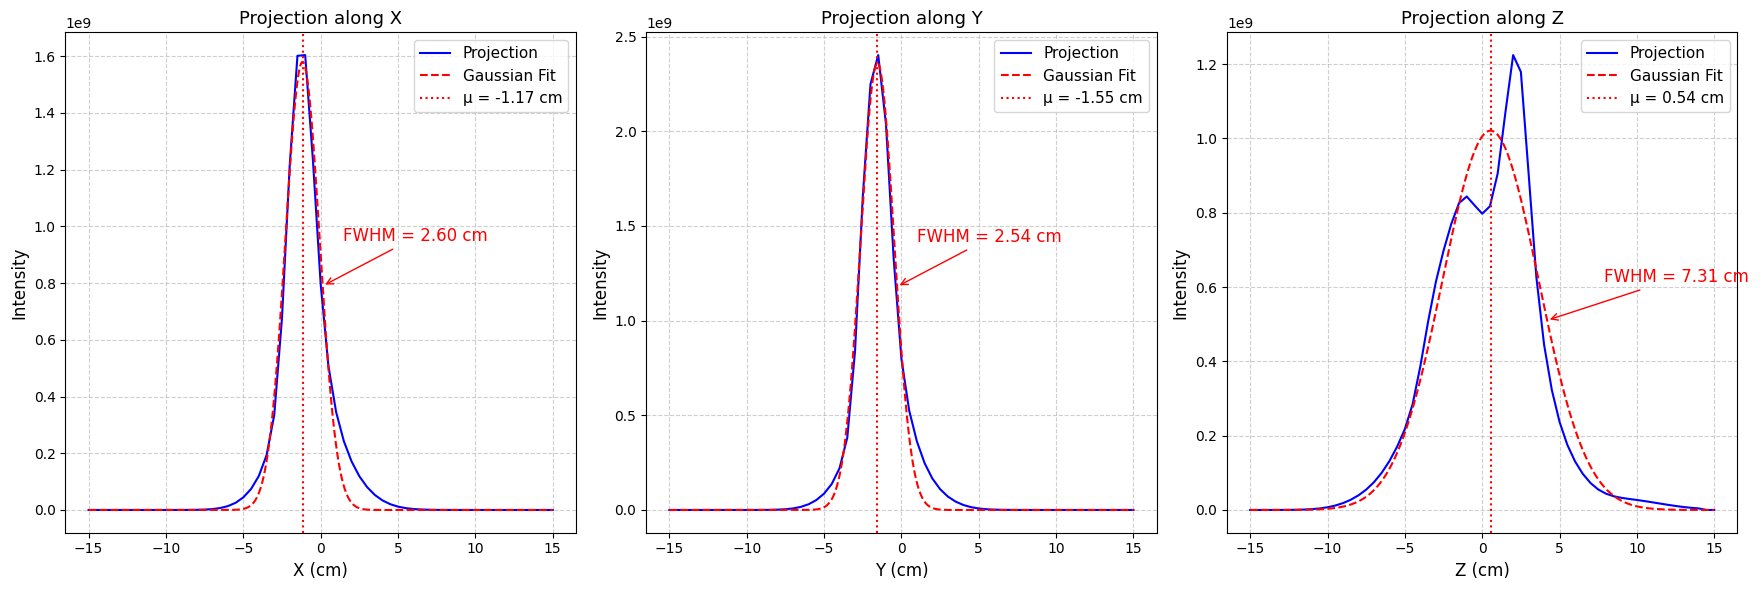 Projection along X
1e9
Projection
Gaussian Fit
μ = -1.17 cm
FWHM = 2.60 cm
Intensity
1.6
1.4
1.2
1.0
0.8
0.6
0.4
0.2
0.0
−15 −10 −5 0 5 10 15
X (cm)
Projection along Y
1e9
Projection
Gaussian Fit
μ = -1.55 cm
FWHM = 2.54 cm
Intensity
2.5
2.0
1.5
1.0
0.5
0.0
−15 −10 −5 0 5 10 15
Y (cm)
Projection along Z
1e9
Projection
Gaussian Fit
μ = 0.54 cm
FWHM = 7.31 cm
Intensity
1.2
1.0
0.8
0.6
0.4
0.2
0.0
−15 −10 −5 0 5 10 15
Z (cm)